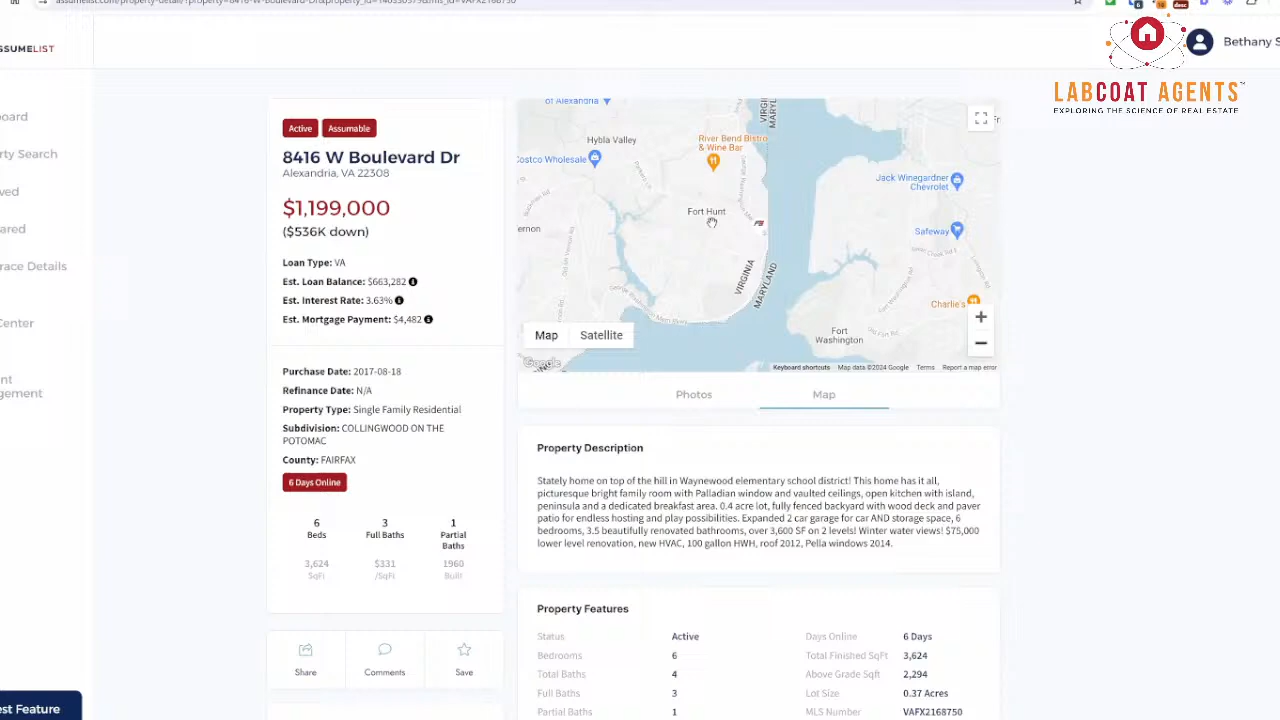 SSUMELIST
Bethany S
LABCOAT AGENTS
EXPLORING THE SCIENCE OF REAL ESTATE
oard
rty Search
ved
ared
race Details
Center
nt
gement
est Feature
Active
Assumable
8416 W Boulevard Dr
Alexandria, VA 22308
$1,199,000
($536K down)
Loan Type: VA
Est. Loan Balance: $663,282
Est. Interest Rate: 3.63%
Est. Mortgage Payment: $4,482
Purchase Date: 2017-08-18
Refinance Date: N/A
Property Type: Single Family Residential
Subdivision: COLLINGWOOD ON THE
POTOMAC
County: FAIRFAX
6 Days Online
6 3 1
Beds Full Baths Partial
Baths
3,624 $331 1960
SqFt /SqFt Built
Share Comments Save
of Alexandria
Hybla Valley
River Bend Bistro
& Wine Bar
Costco Wholesale
Jack Winegardner
Chevrolet
Fort Hunt
ernon
Safeway
VIRGINIA
MARYLAND
Charlie's
Fort
Washington
Map Satellite
Google
Keyboard shortcuts Map data ©2024 Google Terms Report a map error
Photos Map
Property Description
Stately home on top of the hill in Waynewood elementary school district! This home has it all,
picturesque bright family room with Palladian window and vaulted ceilings, open kitchen with island,
peninsula and a dedicated breakfast area. 0.4 acre lot, fully fenced backyard with wood deck and paver
patio for endless hosting and play possibilities. Expanded 2 car garage for car AND storage space, 6
bedrooms, 3.5 beautifully renovated bathrooms, over 3,600 SF on 2 levels! Winter water views! $75,000
lower level renovation, new HVAC, 100 gallon HWH, roof 2012, Pella windows 2014.
Property Features
Status Active Days Online 6 Days
Bedrooms 6 Total Finished SqFt 3,624
Total Baths 4 Above Grade Sqft 2,294
Full Baths 3 Lot Size 0.37 Acres
Partial Baths 1 MLS Number VAFX2168750